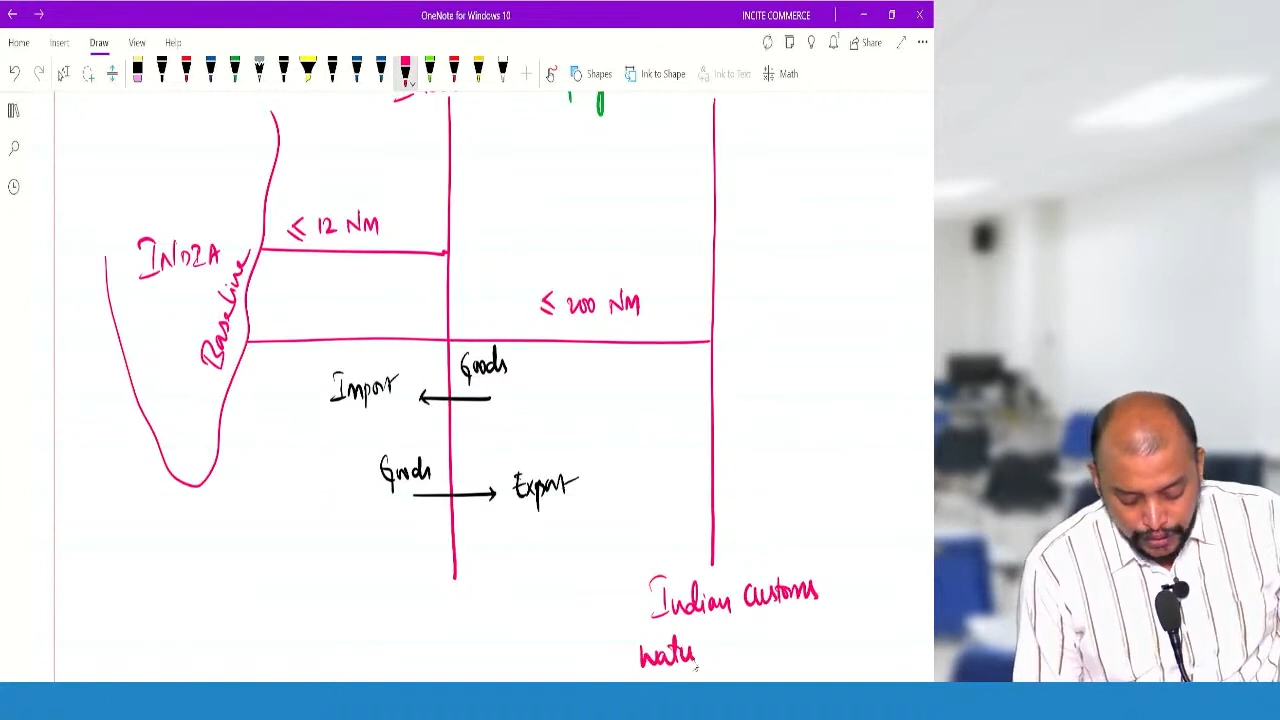 OneNote for Windows 10
INCITE COMMERCE
Home Insert Draw View Help
Share
Shapes Ink to Shape Ink to Text Math
≤ 12 NM
INDIA
Baseline
≤ 200 NM
Goods
Import
Goods
Export
Indian Customs
wate